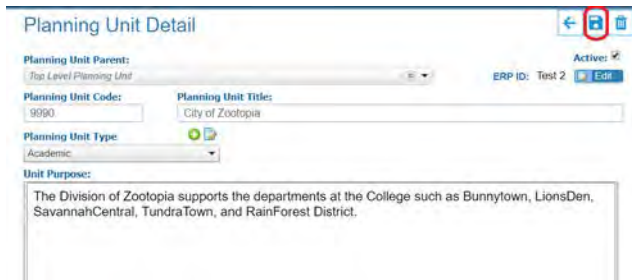 Planning Unit Detail
Planning Unit Parent:
Active:
Top Level Planning Unit
ERP ID: Test 2 Edit
Planning Unit Code: Planning Unit Title:
9990 City of Zootopia
Planning Unit Type
Academic
Unit Purpose:
The Division of Zootopia supports the departments at the College such as Bunnytown, LionsDen,
SavannahCentral, TundraTown, and RainForest District.